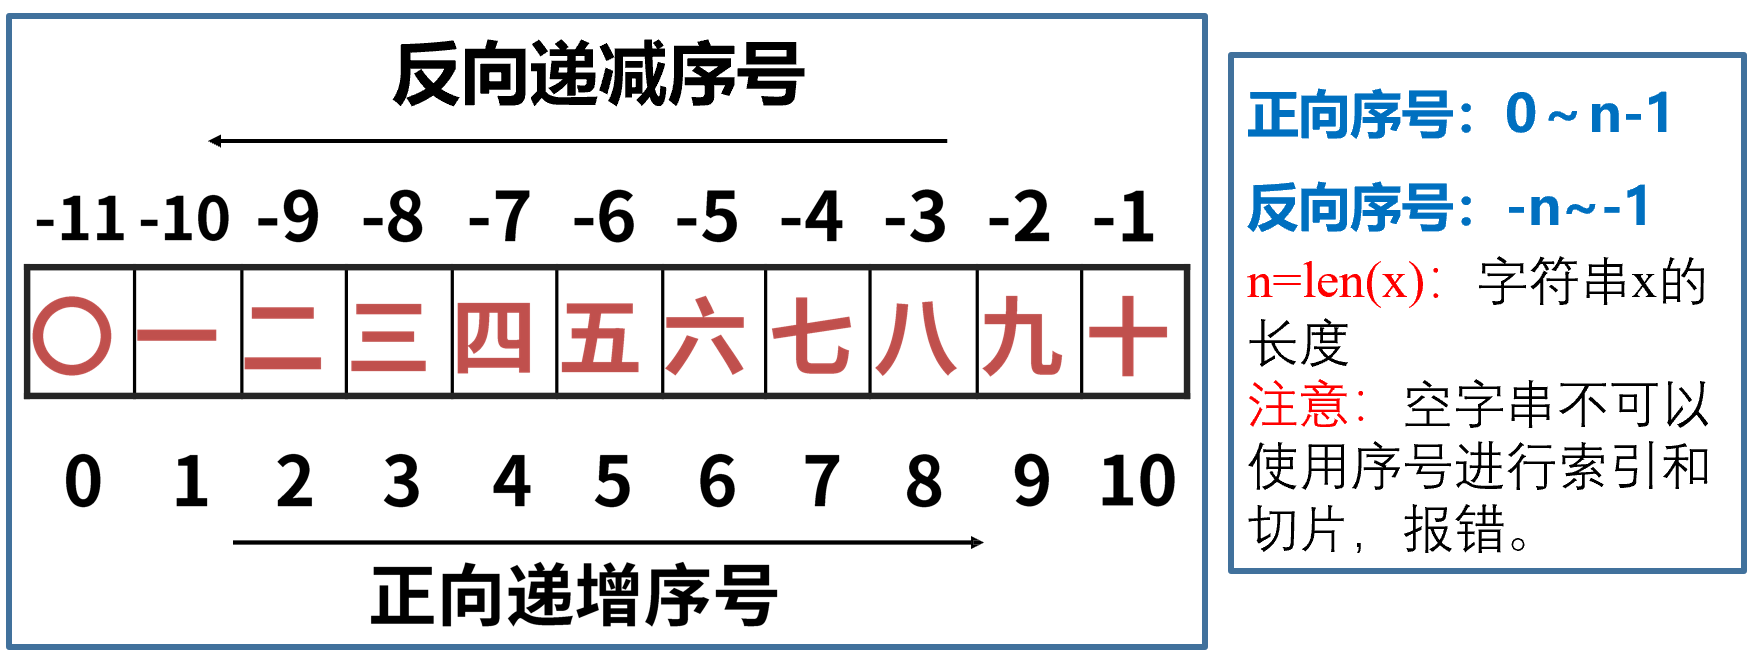 反向递减序号
-11 -10 -9 -8 -7 -6 -5 -4 -3 -2 -1
〇 一 二 三 四 五 六 七 八 九 十
0 1 2 3 4 5 6 7 8 9 10
正向递增序号
正向序号：0～n-1
反向序号：-n~-1
n=len(x)：字符串x的
长度
注意：空字串不可以
使用序号进行索引和
切片，报错。